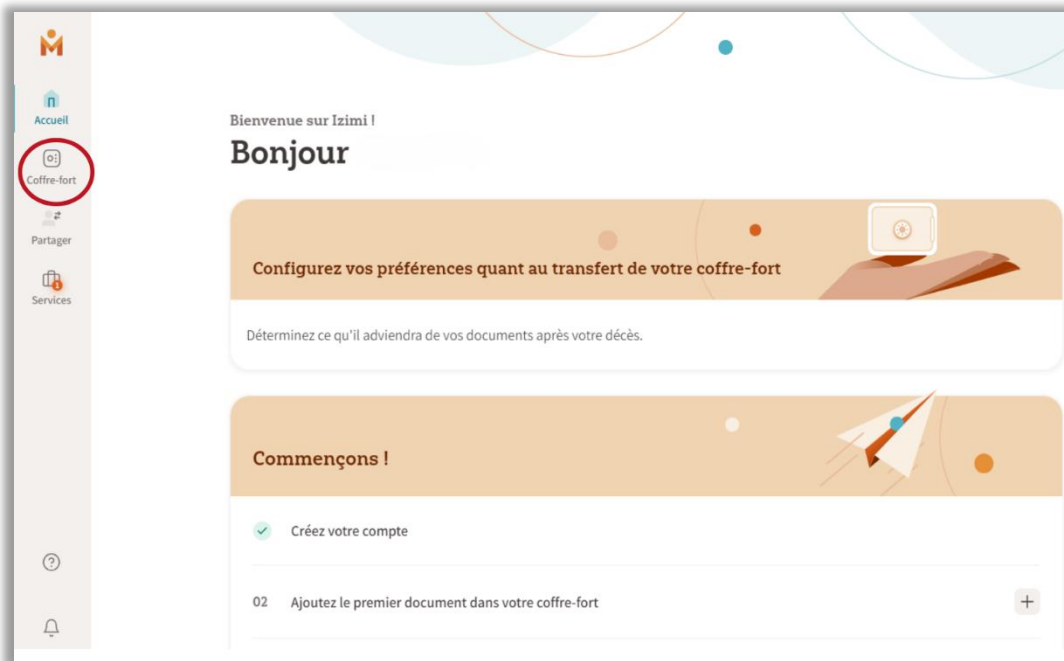 Accueil
Coffre-fort
Partager
1
Services
Bienvenue sur Izimi !
Bonjour
Configurez vos préférences quant au transfert de votre coffre-fort
Déterminez ce qu'il adviendra de vos documents après votre décès.
Commençons !
Créez votre compte
02 Ajoutez le premier document dans votre coffre-fort